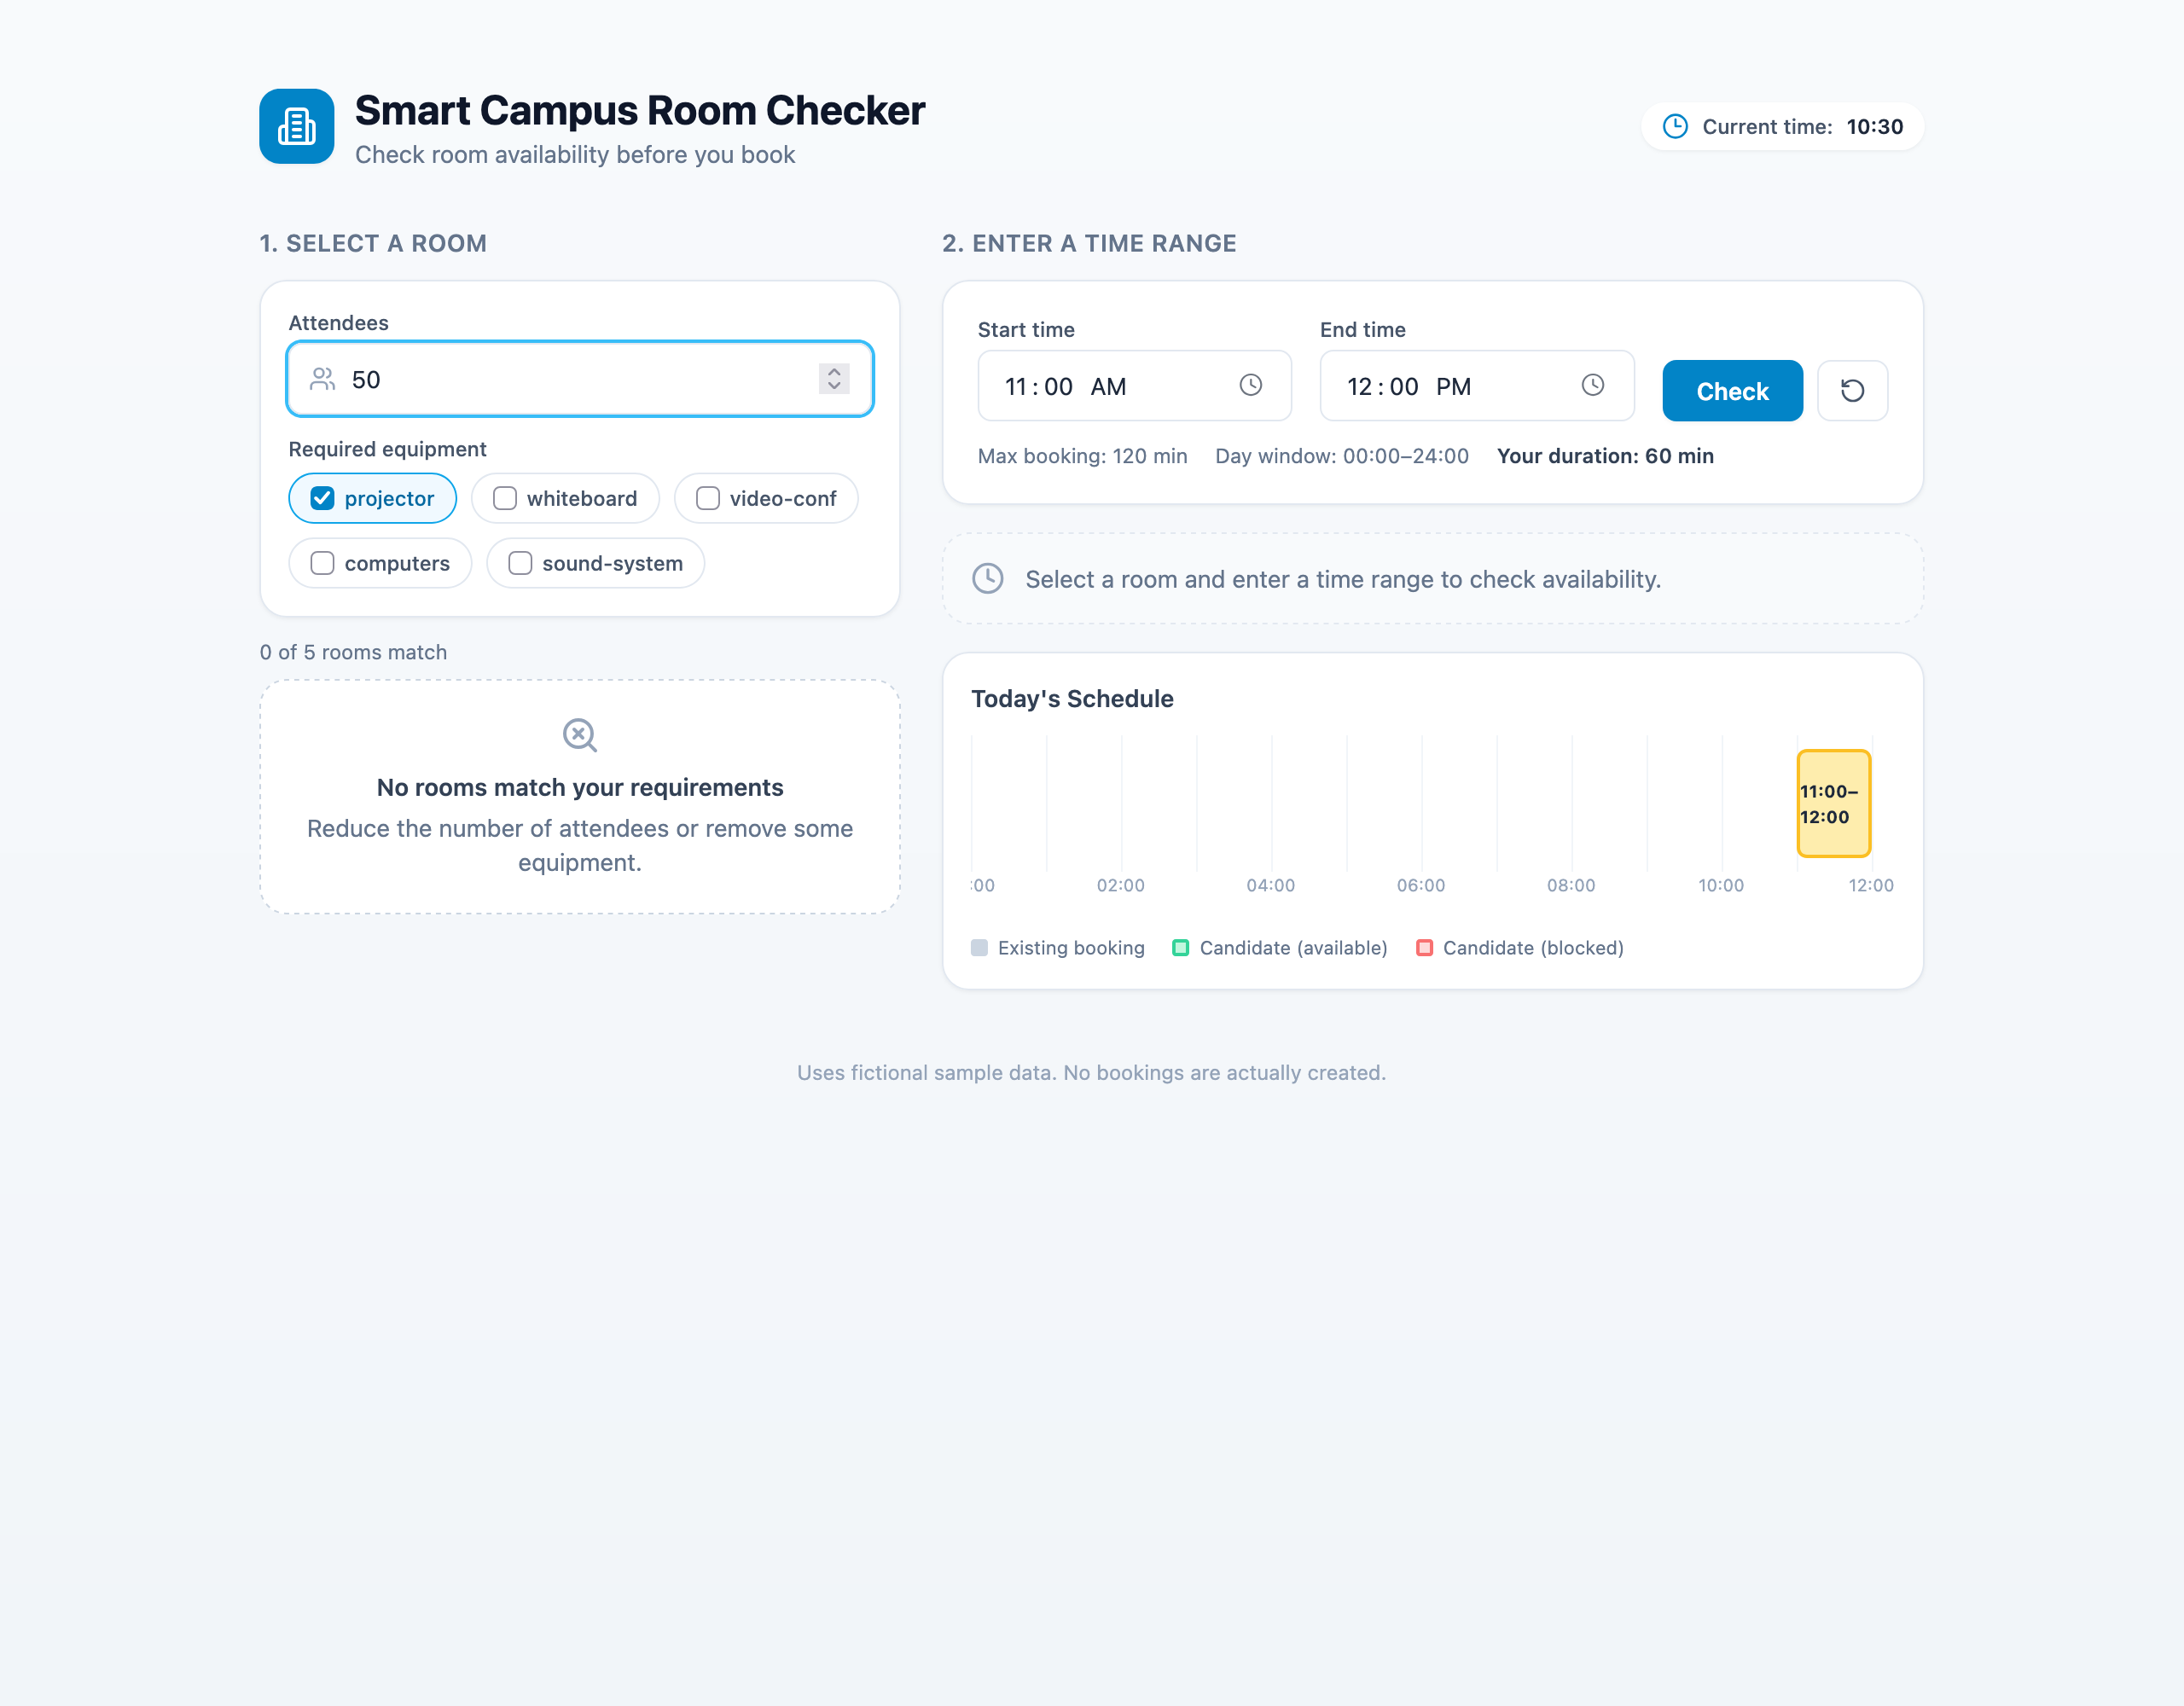 Smart Campus Room Checker
Check room availability before you book
Current time: 10:30
1. SELECT A ROOM
Attendees
50
Required equipment
projector
whiteboard
video-conf
computers
sound-system
0 of 5 rooms match
No rooms match your requirements
Reduce the number of attendees or remove some
equipment.
2. ENTER A TIME RANGE
Start time
End time
11:00 AM
12:00 PM
Check
Max booking: 120 min
Day window: 00:00–24:00
Your duration: 60 min
Select a room and enter a time range to check availability.
Today's Schedule
11:00–
12:00
:00
02:00
04:00
06:00
08:00
10:00
12:00
Existing booking
Candidate (available)
Candidate (blocked)
Uses fictional sample data. No bookings are actually created.